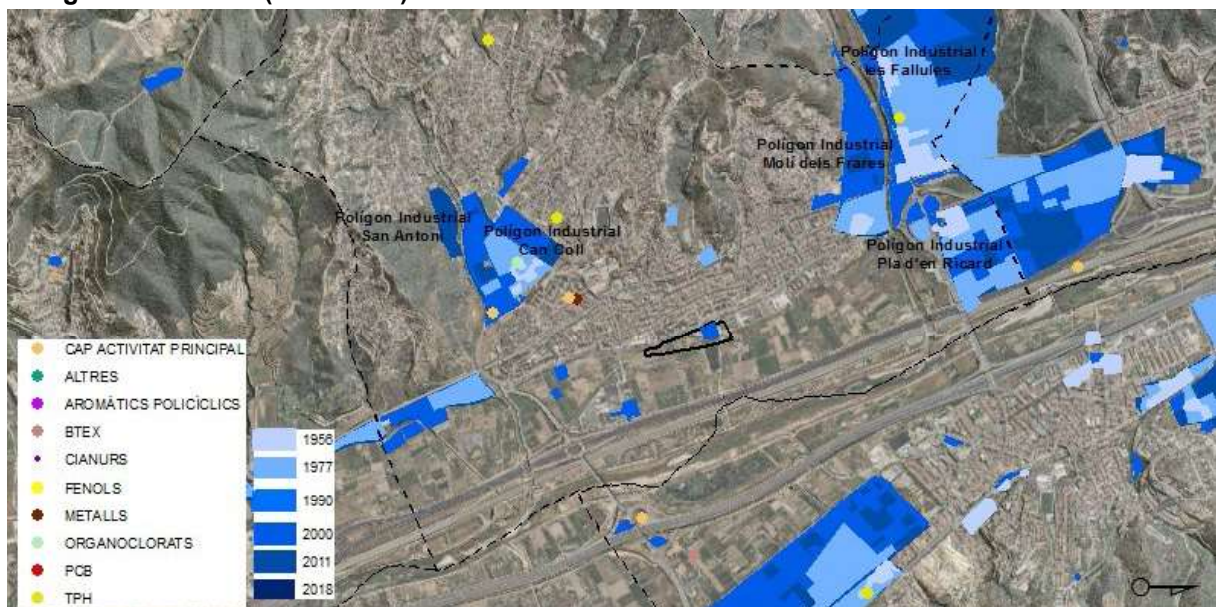 Polígon Industrial
les Fallules
Polígon Industrial
Molí dels Frares
Polígon Industrial
San Antoni
Polígon Industrial
Can Coll
Polígon Industrial
Pla d'en Ricard
CAP ACTIVITAT PRINCIPAL
ALTRES
AROMÀTICS POLICÍCLICS
BTEX
CIANURS
FENOLS
METALLS
ORGANOCLORATS
PCB
TPH
1956
1977
1990
2000
2011
2018